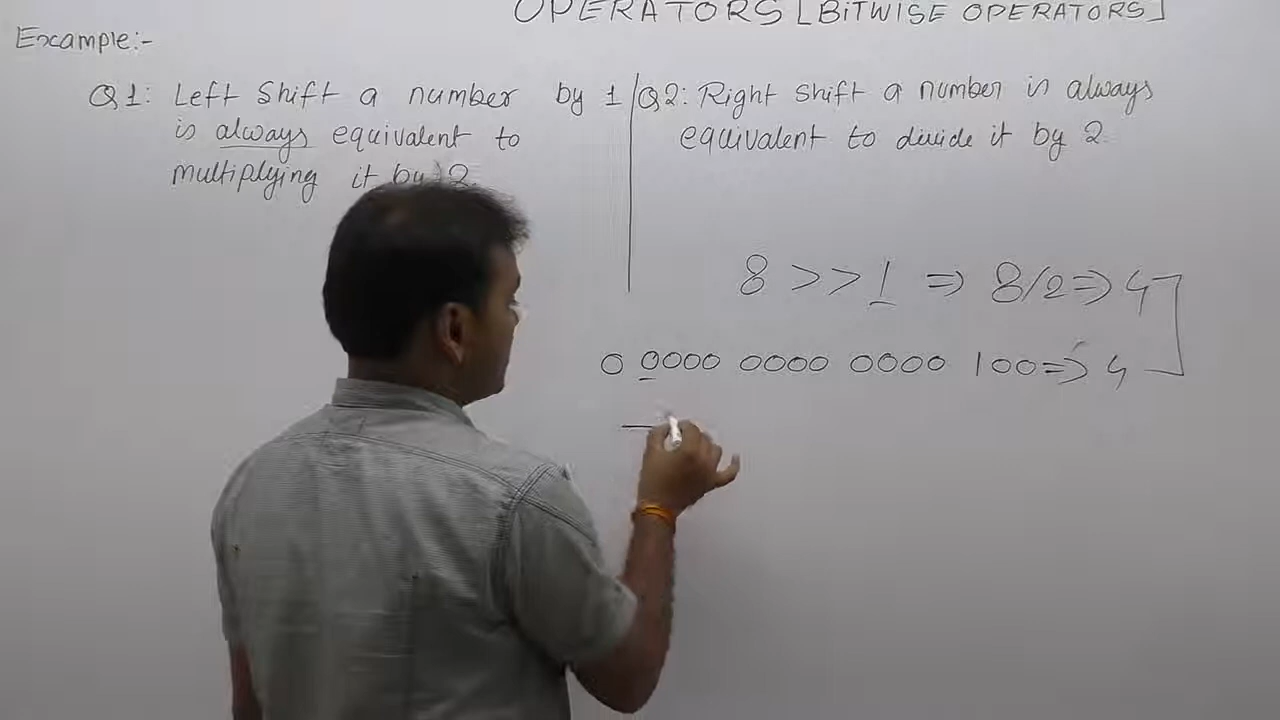 OPERATORS [BITWISE OPERATORS]
Example:-
Q1: Left Shift a number by 1
is always equivalent to
multiplying it by 2.
Q2: Right Shift a number is always
equivalent to divide it by 2.
8 >> 1 => 8/2 => 4
0 0000 0000 0000 100 => 4